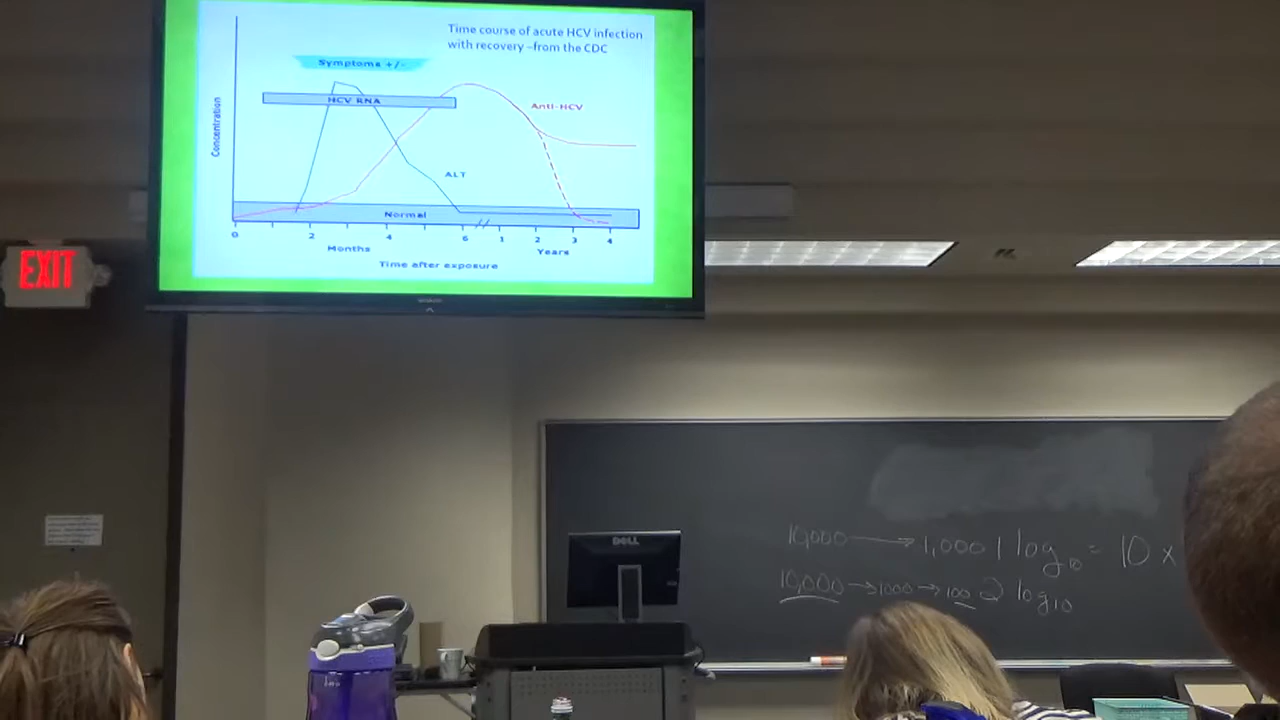 Time course of acute HCV infection
with recovery –from the CDC
Symptoms +/-
HCV RNA
Anti-HCV
Concentration
ALT
Normal
0 2 4 6 1 2 3 4
Months Years
Time after exposure
EXIT
DELL
10,000 → 1,000 1 log10 = 10 x
10,000 → 1000 → 100 2 log10